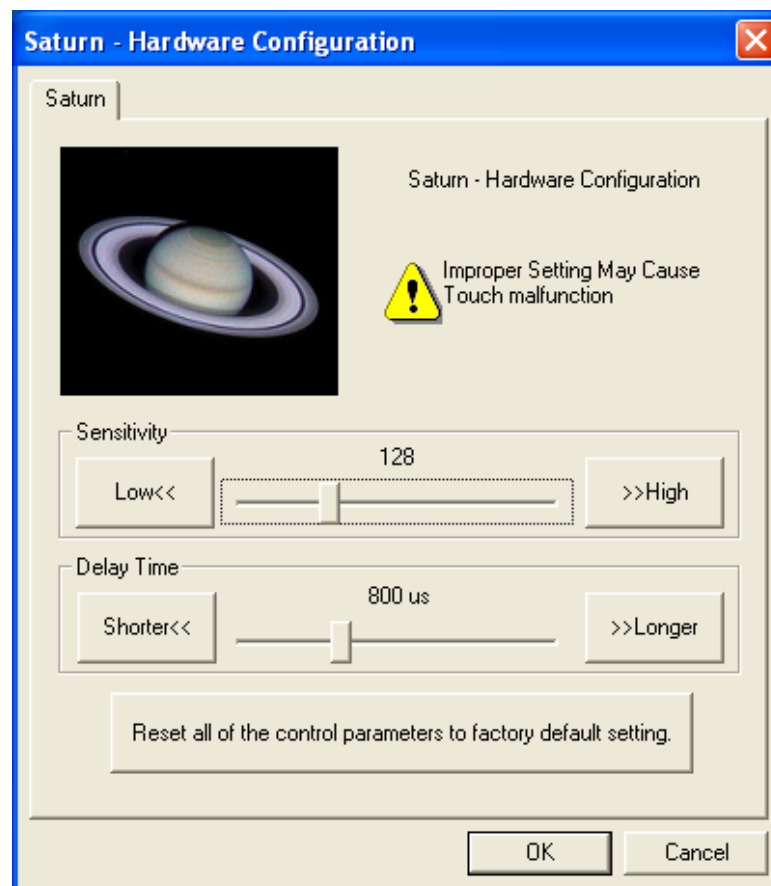 Saturn - Hardware Configuration
Saturn
Saturn - Hardware Configuration
Improper Setting May Cause
Touch malfunction
Sensitivity
128
Low<<
>>High
Delay Time
800 us
Shorter<<
>>Longer
Reset all of the control parameters to factory default setting.
OK
Cancel